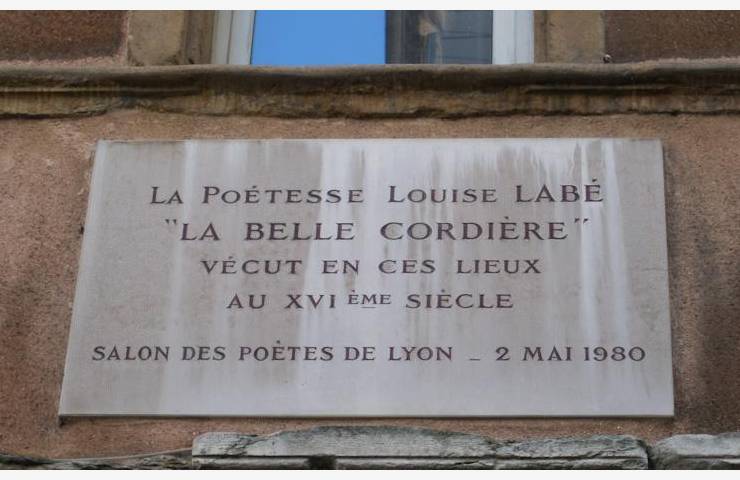 La Poétesse Louise LABÉ
"LA BELLE CORDIÈRE"
VÉCUT EN CES LIEUX
AU XVI ÈME SIÈCLE
SALON DES POÈTES DE LYON _ 2 MAI 1980